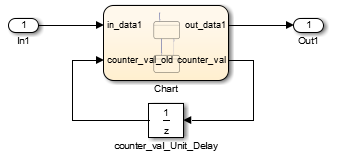 1
In1
in_data1
out_data1
counter_val_old
counter_val
Chart
1
Out1
1
z
counter_val_Unit_Delay